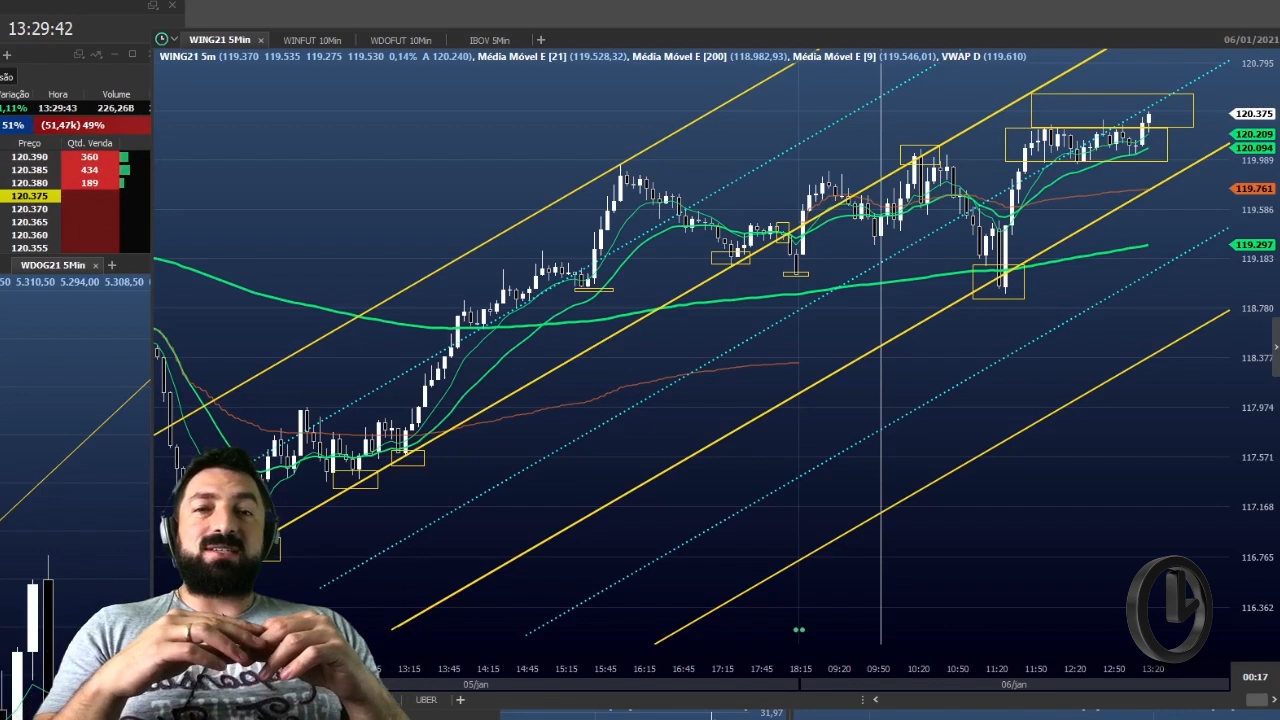 13:29:42
são
WING21 5Min
WINFUT 10Min
WDOFUT 10Min
IBOV 5Min
06/01/2021
WING21 5m (119.370 119.535 119.275 119.530 0,14% A 120.240), Média Móvel E [21] (119.528,32), Média Móvel E [200] (118.982,93), Média Móvel E [9] (119.546,01), VWAP D (119.610)
/ariação Hora Volume
1,11% 13:29:43 226,26B
51% (51,47k) 49%
Preço Qtd. Venda
120.390 360
120.385 434
120.380 189
120.375
120.370
120.365
120.360
120.355
WDOG21 5Min
50 5.310,50 5.294,00 5.308,50
120.795
120.375
120.209
120.094
119.989
119.761
119.586
119.297
119.183
118.780
118.377
117.974
117.571
117.168
116.765
116.362
13:15 13:45 14:15 14:45 15:15 15:45 16:15 16:45 17:15 17:45 18:15 09:20 09:50 10:20 10:50 11:20 11:50 12:20 12:50 13:20
05/jan 06/jan
00:17
UBER
31,97